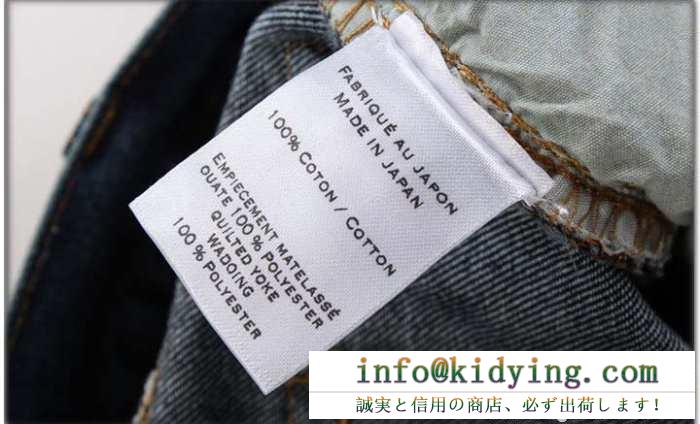 FABRIQUÉ AU JAPON
MADE IN JAPAN
100% COTON / COTTON
EMPIECEMENT MATELASSÉ
OUATE 100% POLYESTER
QUILTED YOKE
WADOING
100% POLYESTER
info@kidying.com
誠実と信用の商店、必ず出荷します!